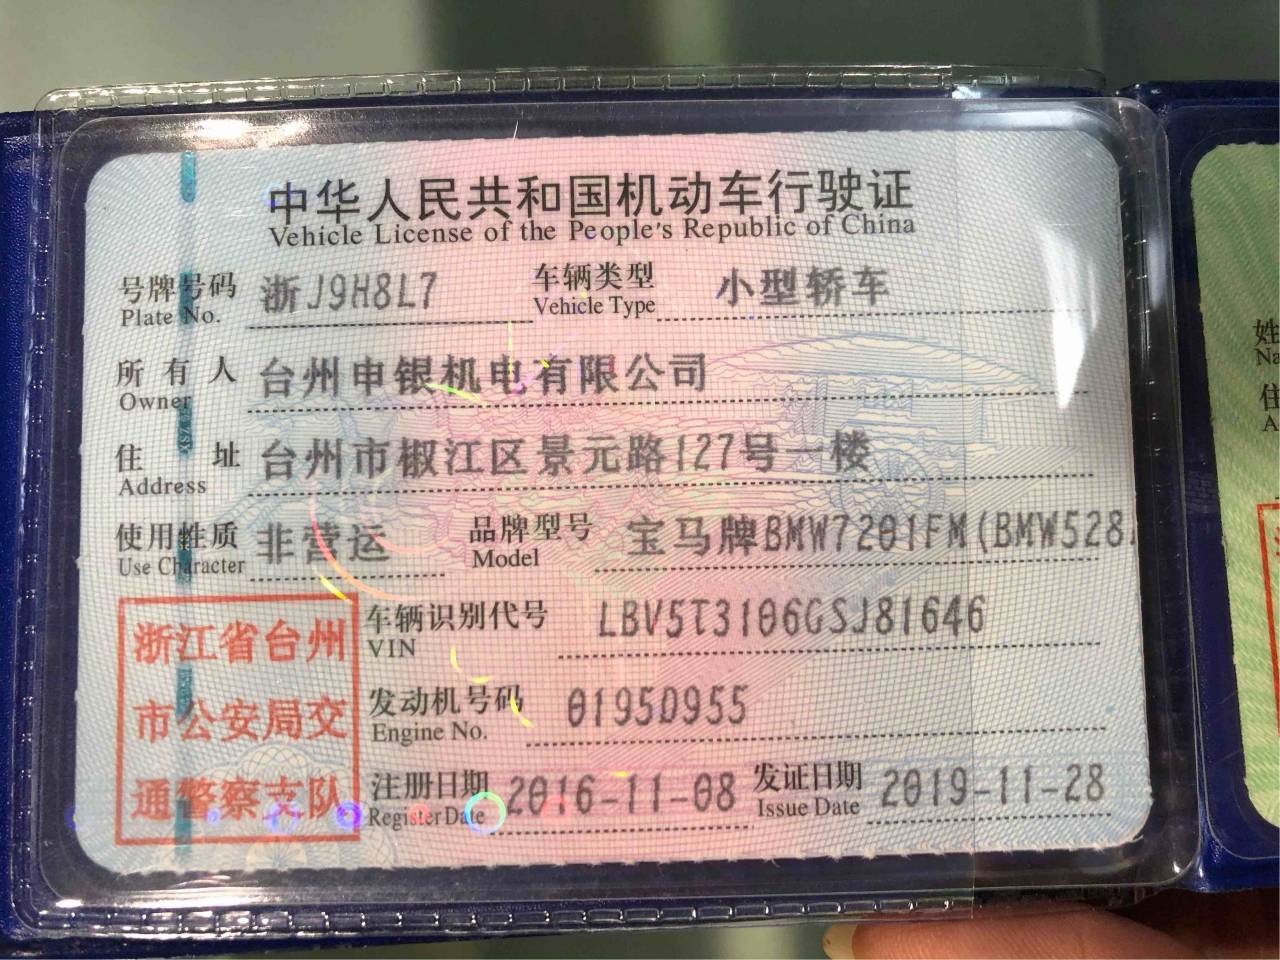 中华人民共和国机动车行驶证
Vehicle License of the People's Republic of China
号牌号码 浙J9H8L7 车辆类型 小型轿车
Plate No. Vehicle Type
所有人 台州申银机电有限公司
Owner
住址 台州市椒江区景元路127号一楼
Address
使用性质 非营运 品牌型号 宝马牌BMW7201FM(BMW528
Use Character Model
浙江省台州
市公安局交
通警察支队
车辆识别代号 LBV5T3106GSJ81646
VIN
发动机号码 0195D955
Engine No.
注册日期 2016-11-08 发证日期 2019-11-28
Register Date Issue Date
姓
Na
住
A